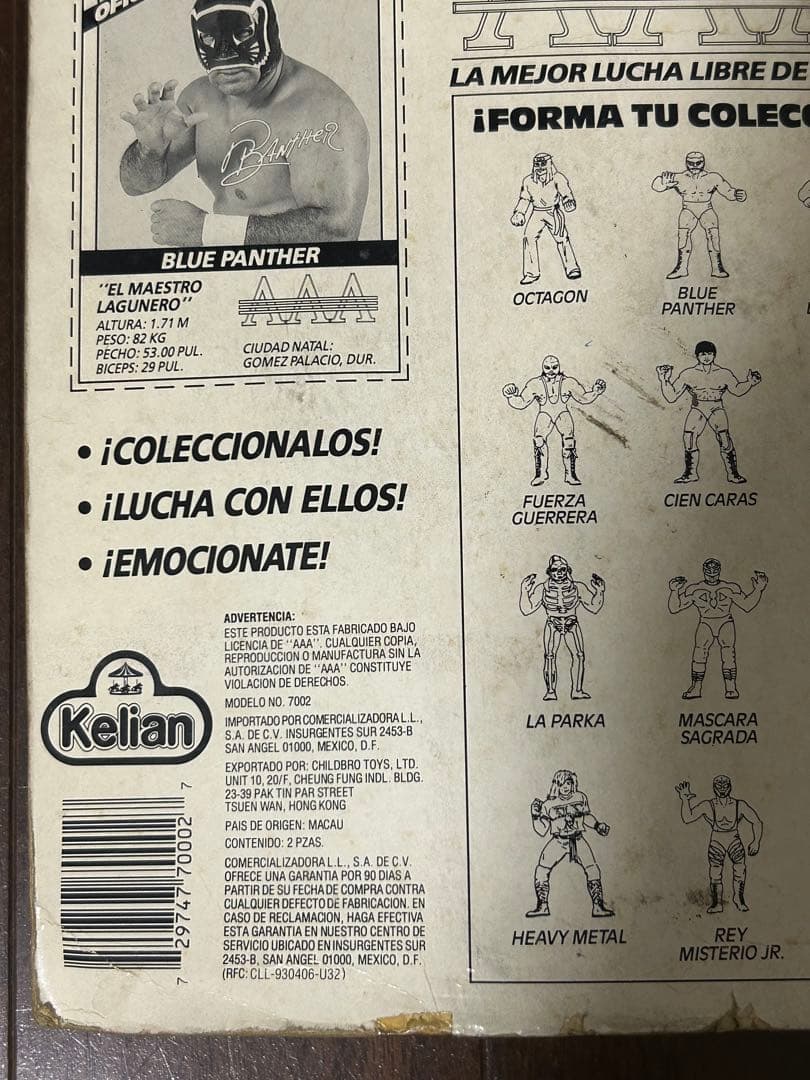 PANTHER
BLUE PANTHER
"EL MAESTRO
LAGUNERO"
ALTURA: 1.71 M
PESO: 82 KG
PECHO: 53.00 PUL.
BICEPS: 29 PUL.
AAA
CIUDAD NATAL:
GOMEZ PALACIO, DUR.
• ¡COLECCIONALOS!
• ¡LUCHA CON ELLOS!
• ¡EMOCIONATE!
Kelian
7 29747 70002 7
ADVERTENCIA:
ESTE PRODUCTO ESTA FABRICADO BAJO
LICENCIA DE "AAA". CUALQUIER COPIA,
REPRODUCCION O MANUFACTURA SIN LA
AUTORIZACION DE "AAA" CONSTITUYE
VIOLACION DE DERECHOS.
MODELO NO. 7002
IMPORTADO POR COMERCIALIZADORA L.L.,
S.A. DE C.V. INSURGENTES SUR 2453-B
SAN ANGEL 01000, MEXICO, D.F.
EXPORTADO POR: CHILDBRO TOYS, LTD.
UNIT 10, 20/F, CHEUNG FUNG INDL. BLDG.
23-39 PAK TIN PAR STREET
TSUEN WAN, HONG KONG
PAIS DE ORIGEN: MACAU
CONTENIDO: 2 PZAS.
COMERCIALIZADORA L.L., S.A. DE C.V.
OFRECE UNA GARANTIA POR 90 DIAS A
PARTIR DE SU FECHA DE COMPRA CONTRA
CUALQUIER DEFECTO DE FABRICACION. EN
CASO DE RECLAMACION, HAGA EFECTIVA
ESTA GARANTIA EN NUESTRO CENTRO DE
SERVICIO UBICADO EN INSURGENTES SUR
2453-B, SAN ANGEL 01000, MEXICO, D.F.
(RFC: CLL-930406-U32)
AAA
LA MEJOR LUCHA LIBRE DE
¡FORMA TU COLECC
OCTAGON
BLUE
PANTHER
FUERZA
GUERRERA
CIEN CARAS
LA PARKA
MASCARA
SAGRADA
HEAVY METAL
REY
MISTERIO JR.